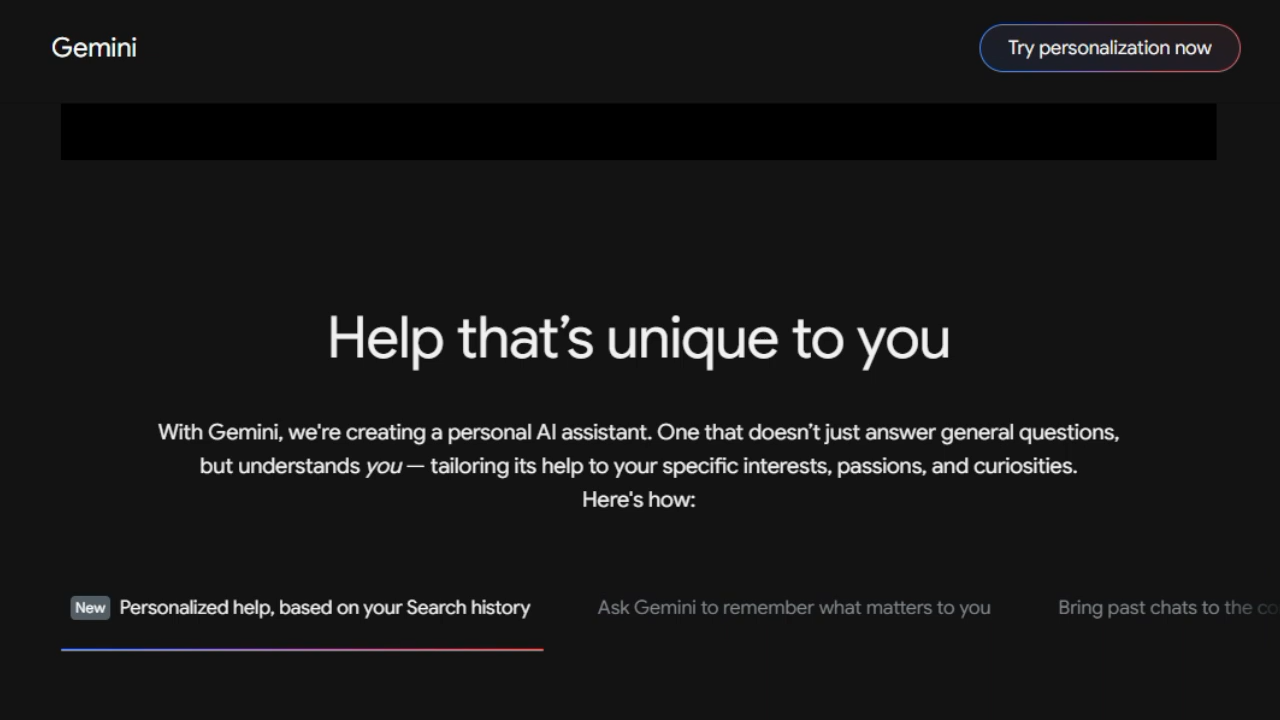 Gemini
Try personalization now
Help that’s unique to you
With Gemini, we're creating a personal AI assistant. One that doesn’t just answer general questions,
but understands you — tailoring its help to your specific interests, passions, and curiosities.
Here's how:
New Personalized help, based on your Search history
Ask Gemini to remember what matters to you
Bring past chats to the